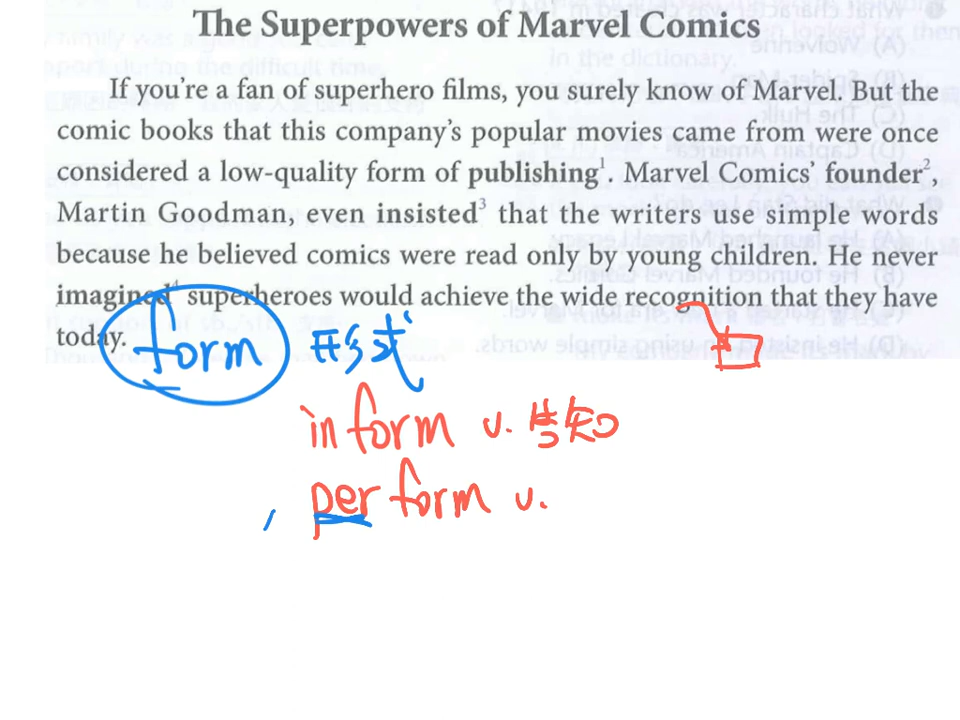 The Superpowers of Marvel Comics
If you're a fan of superhero films, you surely know of Marvel. But the
comic books that this company's popular movies came from were once
considered a low-quality form of publishing1. Marvel Comics' founder2,
Martin Goodman, even insisted3 that the writers use simple words
because he believed comics were read only by young children. He never
imagined4 superheroes would achieve the wide recognition that they have
today.
form 形式
inform v. 告知
perform v.